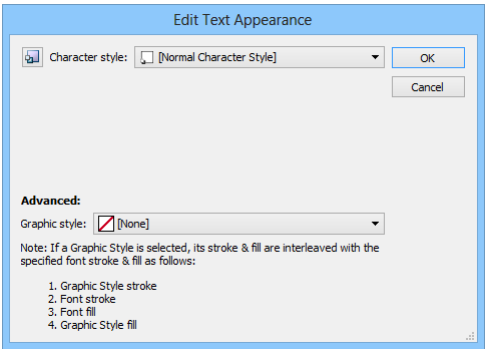 Edit Text Appearance
Character style: [Normal Character Style] OK
Cancel
Advanced:
Graphic style: [None]
Note: If a Graphic Style is selected, its stroke & fill are interleaved with the
specified font stroke & fill as follows:
1. Graphic Style stroke
2. Font stroke
3. Font fill
4. Graphic Style fill